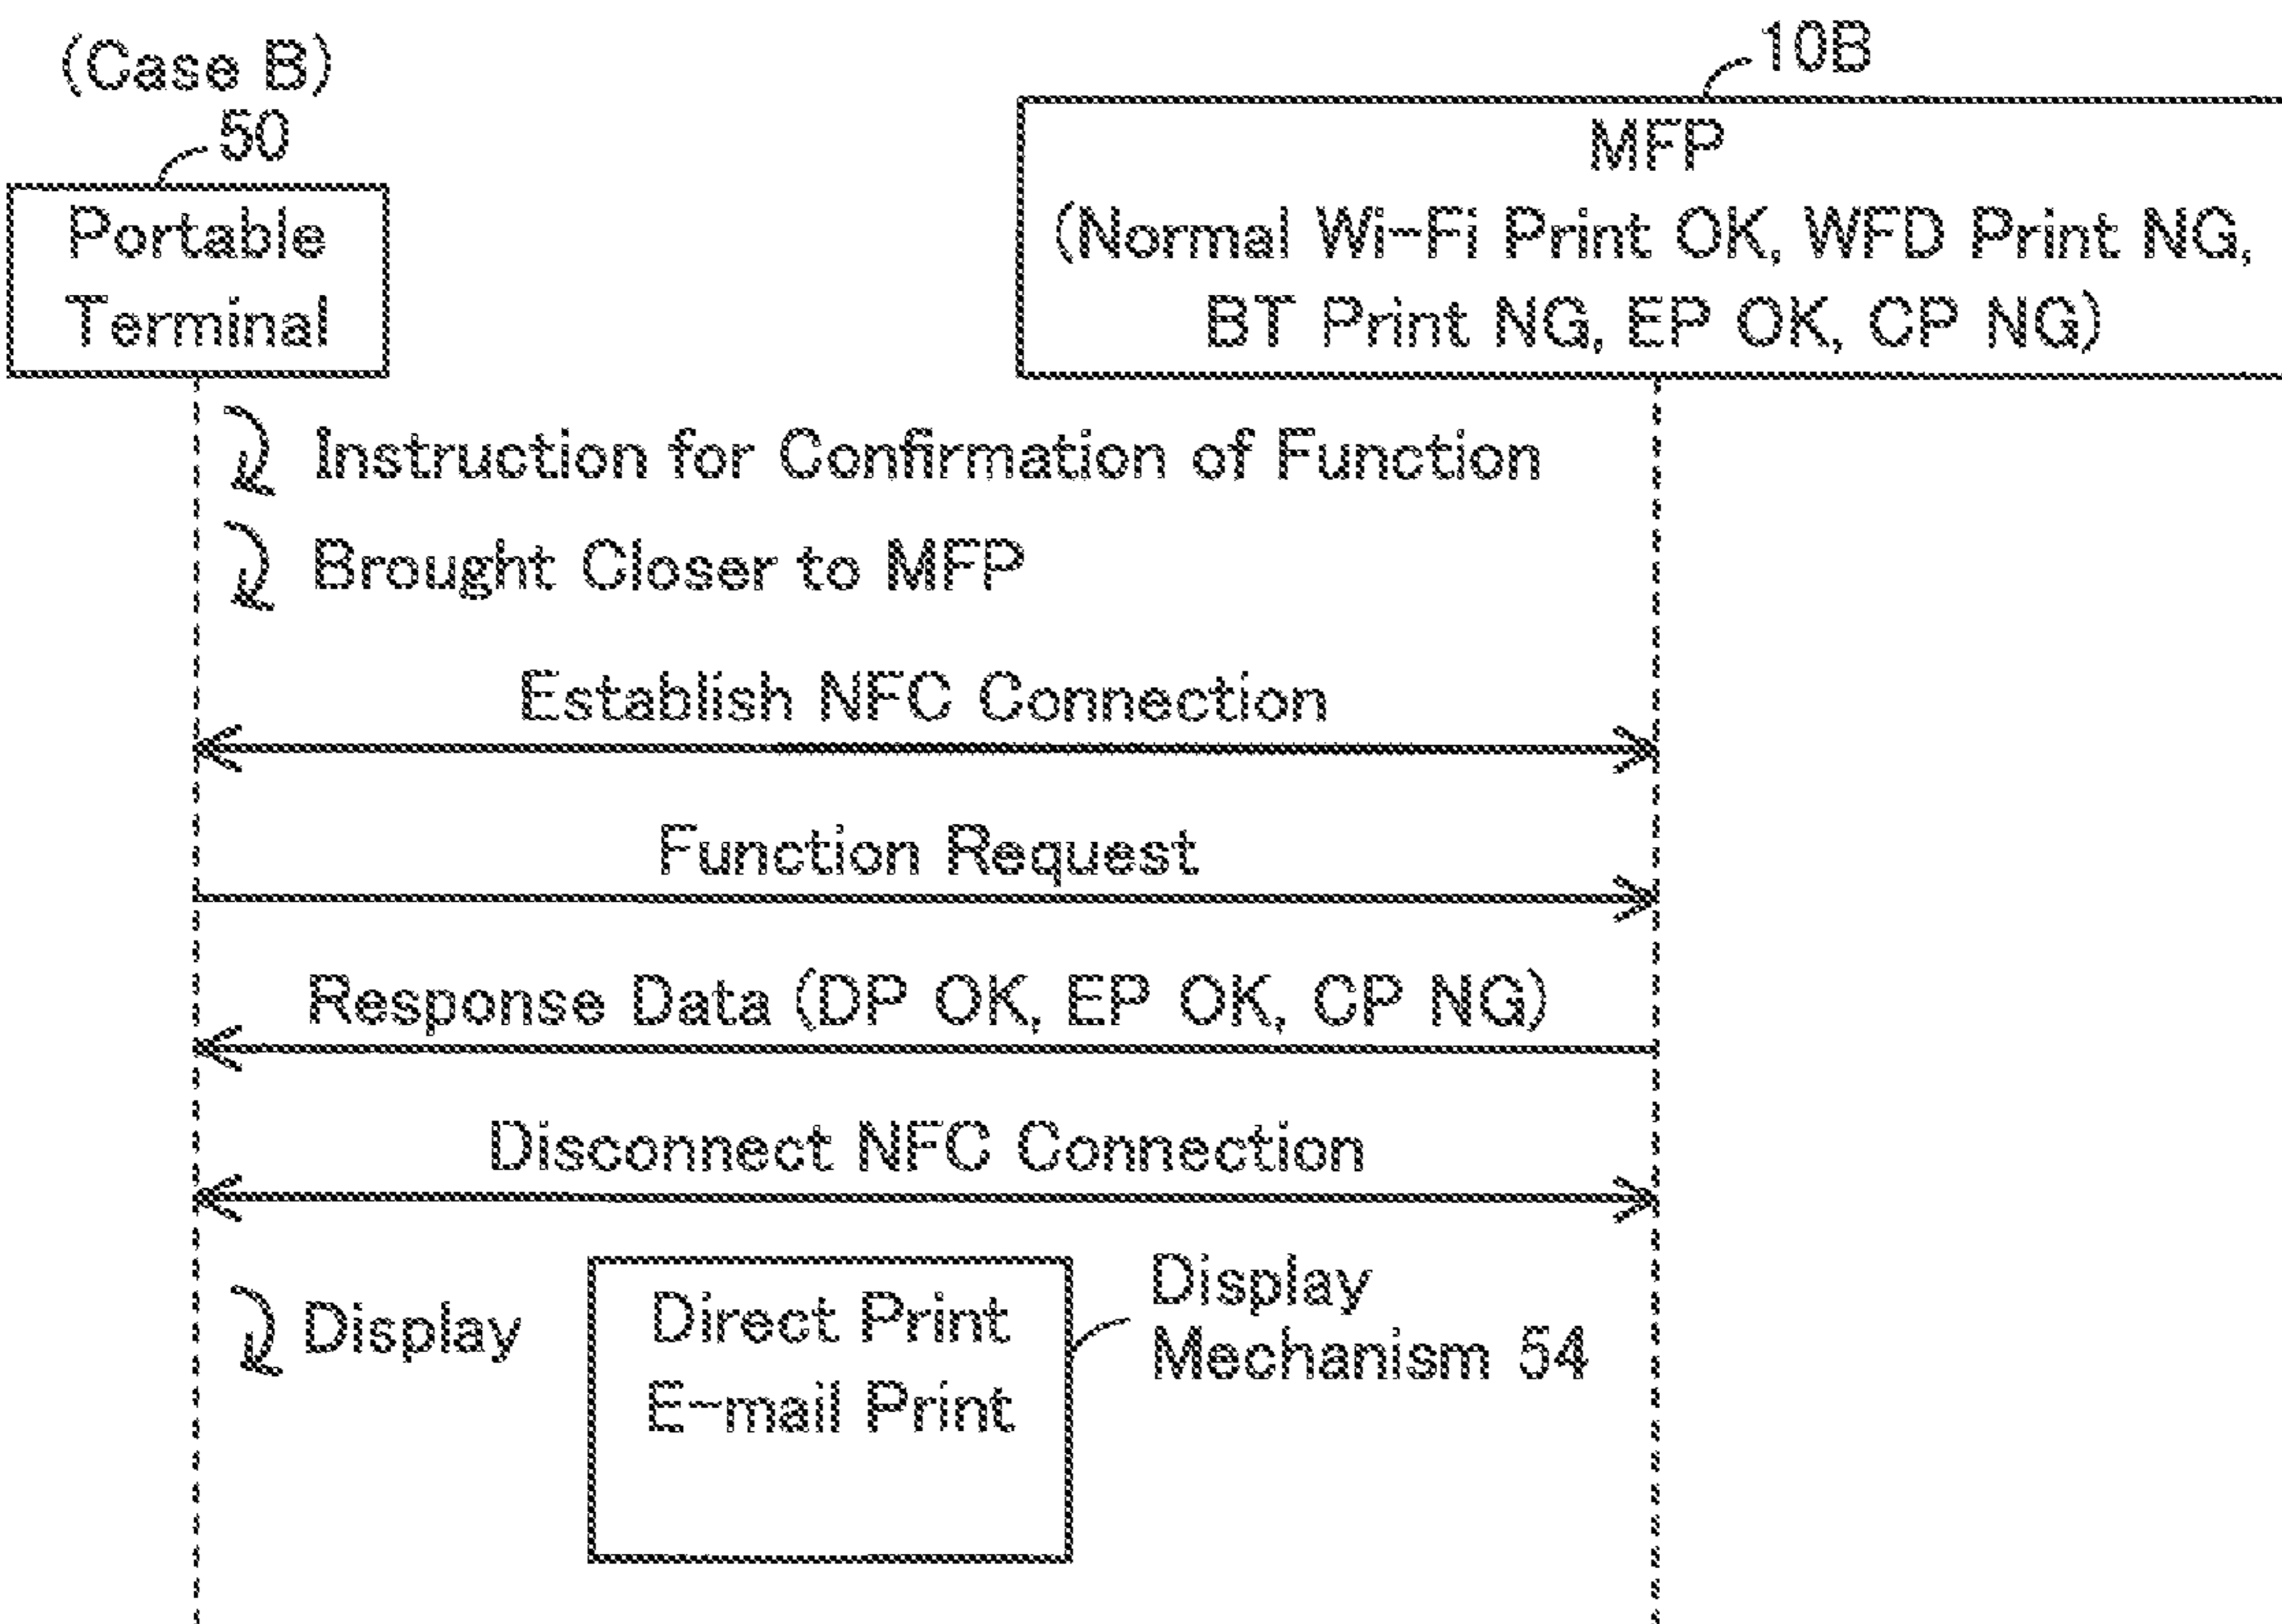 (Case B)
50
Portable
Terminal
10B
MFP
(Normal Wi-Fi Print OK, WFD Print NG,
BT Print NG, EP OK, CP NG)
Instruction for Confirmation of Function
Brought Closer to MFP
Establish NFC Connection
Function Request
Response Data (DP OK, EP OK, CP NG)
Disconnect NFC Connection
Display
Direct Print
E-mail Print
Display
Mechanism 54